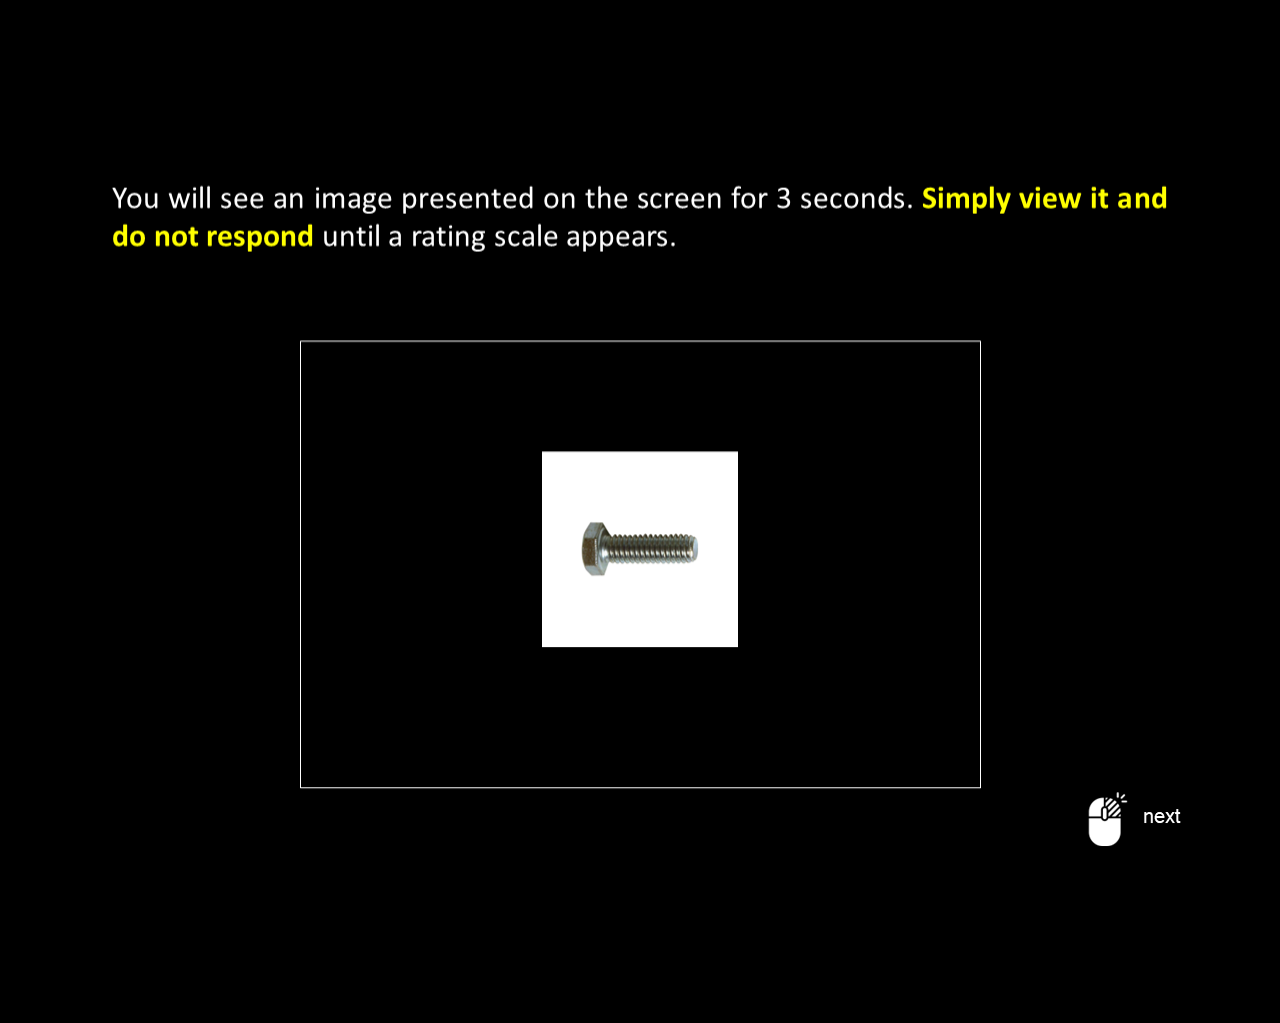 You will see an image presented on the screen for 3 seconds. Simply view it and
do not respond until a rating scale appears.
next